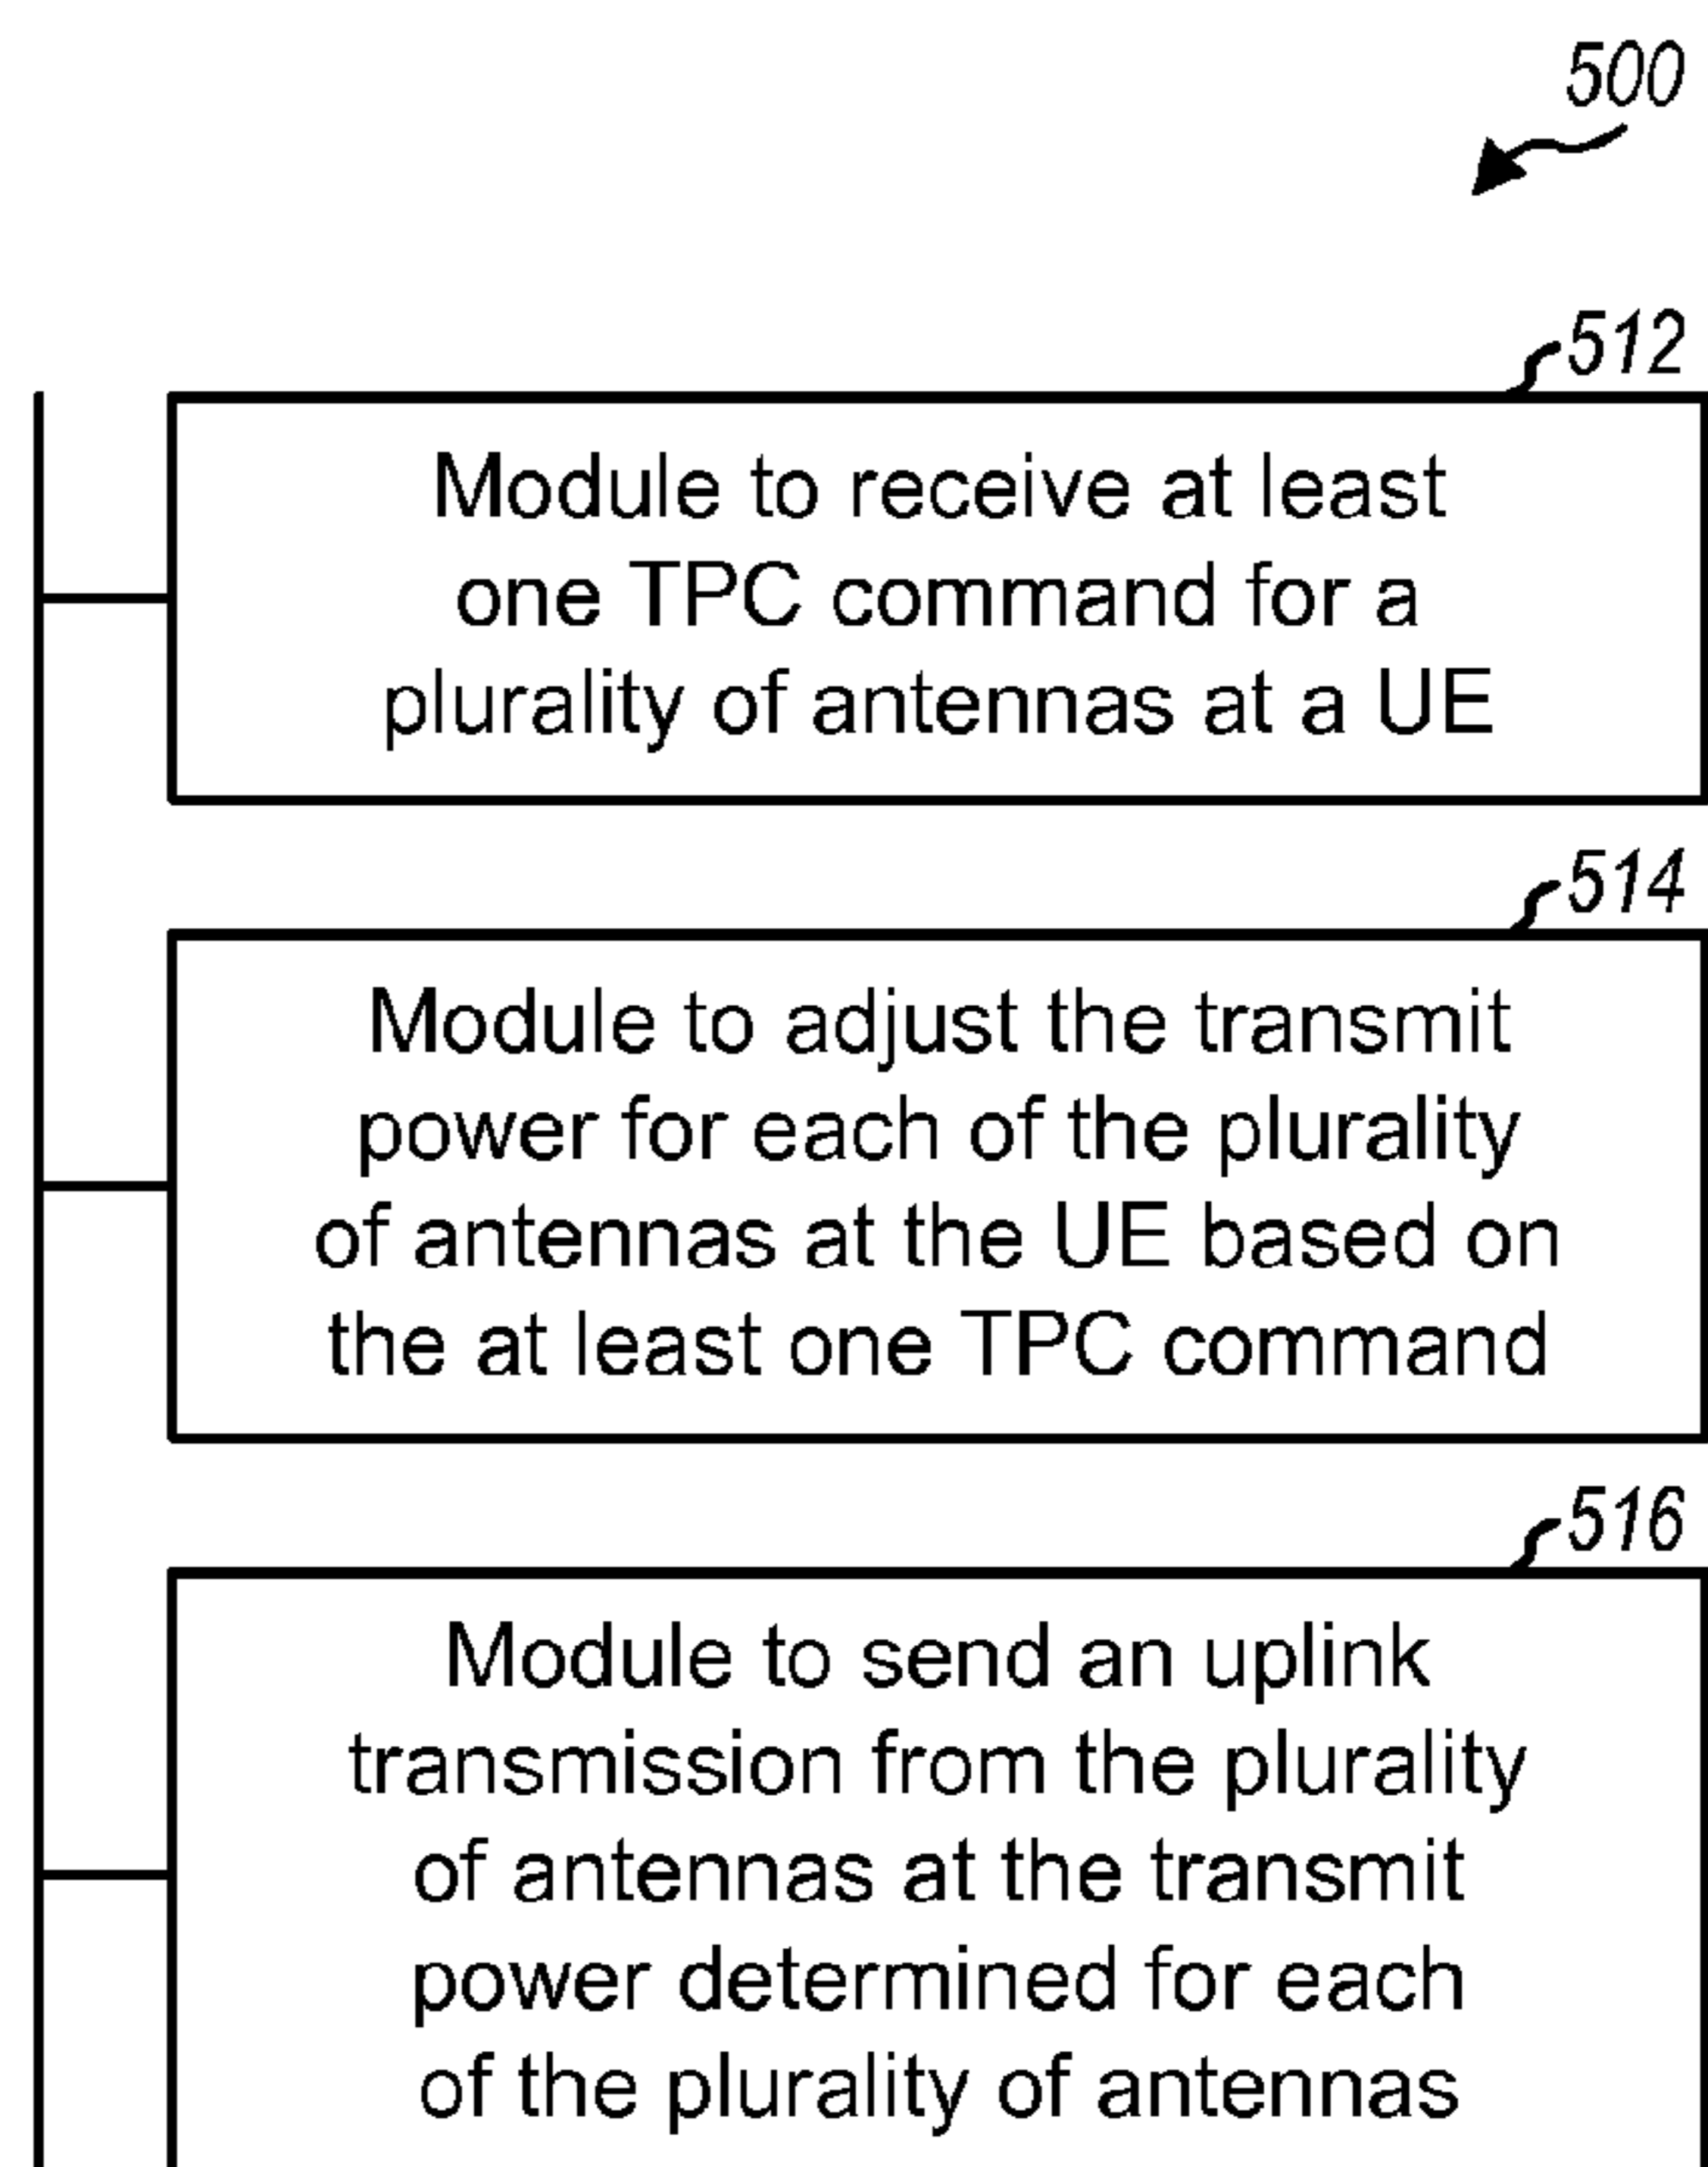 500
512
Module to receive at least
one TPC command for a
plurality of antennas at a UE
514
Module to adjust the transmit
power for each of the plurality
of antennas at the UE based on
the at least one TPC command
516
Module to send an uplink
transmission from the plurality
of antennas at the transmit
power determined for each
of the plurality of antennas